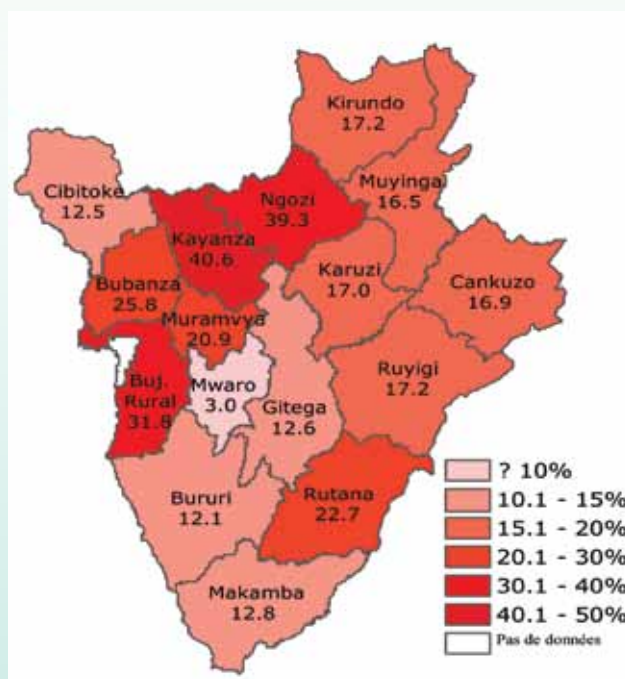 Kirundo
17.2
Muyinga
16.5
Cibitoke
12.5
Ngozi
39.3
Kayanza
40.6
Karuzi
17.0
Cankuzo
16.9
Bubanza
25.8
Muramvya
20.9
Ruyigi
17.2
Buj.
Rural
31.8
Mwaro
3.0
Gitega
12.6
Bururi
12.1
Rutana
22.7
Makamba
12.8
? 10%
10.1 - 15%
15.1 - 20%
20.1 - 30%
30.1 - 40%
40.1 - 50%
Pas de données